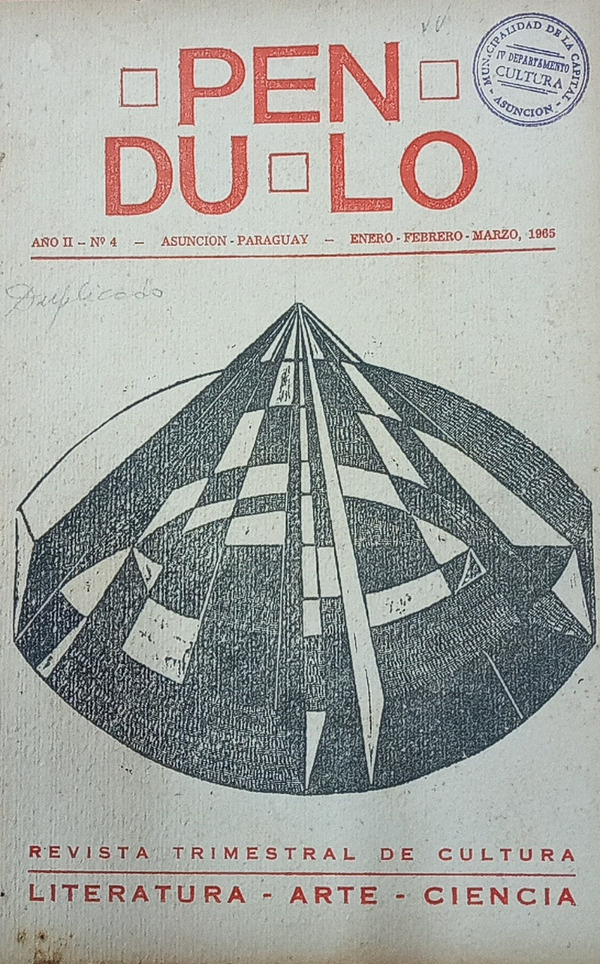 PEN
DU LO
MUNICIPALIDAD DE LA CAPITAL
IV DEPARTAMENTO
CULTURA
- ASUNCION -
AÑO II - Nº 4 - ASUNCION - PARAGUAY - ENERO - FEBRERO - MARZO, 1965
Duplicado
REVISTA TRIMESTRAL DE CULTURA
LITERATURA - ARTE - CIENCIA